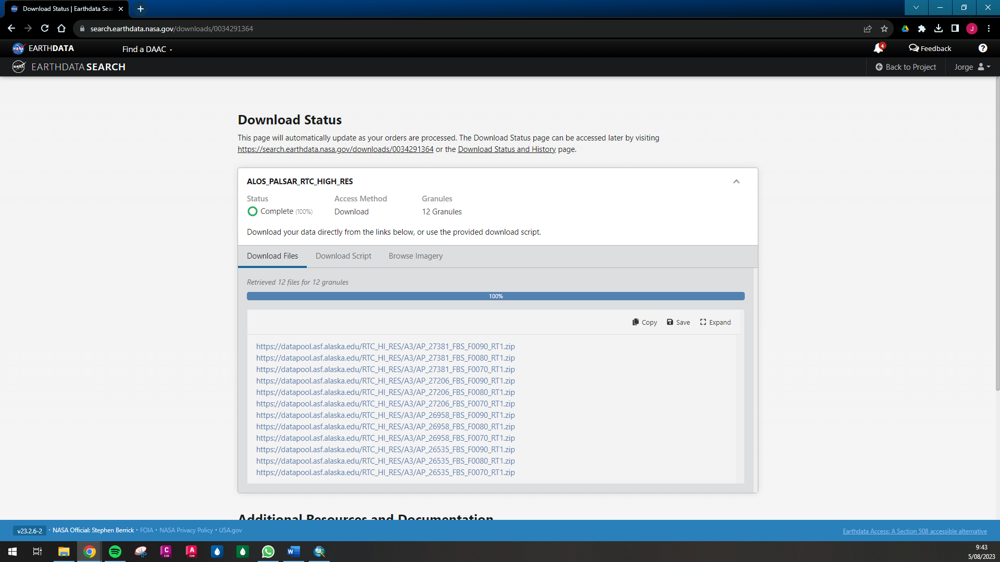 Download Status | Earthdata Sear
search.earthdata.nasa.gov/downloads/0034291364
J
EARTHDATA
Find a DAAC
4
Feedback
?
EARTHDATA SEARCH
Back to Project
Jorge
Download Status
This page will automatically update as your orders are processed. The Download Status page can be accessed later by visiting
https://search.earthdata.nasa.gov/downloads/0034291364 or the Download Status and History page.
ALOS_PALSAR_RTC_HIGH_RES
Status Access Method Granules
Complete (100%) Download 12 Granules
Download your data directly from the links below, or use the provided download script.
Download Files Download Script Browse Imagery
Retrieved 12 files for 12 granules
100%
Copy Save Expand
https://datapool.asf.alaska.edu/RTC_HI_RES/A3/AP_27381_FBS_F0090_RT1.zip
https://datapool.asf.alaska.edu/RTC_HI_RES/A3/AP_27381_FBS_F0080_RT1.zip
https://datapool.asf.alaska.edu/RTC_HI_RES/A3/AP_27381_FBS_F0070_RT1.zip
https://datapool.asf.alaska.edu/RTC_HI_RES/A3/AP_27206_FBS_F0090_RT1.zip
https://datapool.asf.alaska.edu/RTC_HI_RES/A3/AP_27206_FBS_F0080_RT1.zip
https://datapool.asf.alaska.edu/RTC_HI_RES/A3/AP_27206_FBS_F0070_RT1.zip
https://datapool.asf.alaska.edu/RTC_HI_RES/A3/AP_26958_FBS_F0090_RT1.zip
https://datapool.asf.alaska.edu/RTC_HI_RES/A3/AP_26958_FBS_F0080_RT1.zip
https://datapool.asf.alaska.edu/RTC_HI_RES/A3/AP_26958_FBS_F0070_RT1.zip
https://datapool.asf.alaska.edu/RTC_HI_RES/A3/AP_26535_FBS_F0090_RT1.zip
https://datapool.asf.alaska.edu/RTC_HI_RES/A3/AP_26535_FBS_F0080_RT1.zip
https://datapool.asf.alaska.edu/RTC_HI_RES/A3/AP_26535_FBS_F0070_RT1.zip
Additional Resources and Documentation
v23.2.6-2 · NASA Official: Stephen Berrick · FOIA · NASA Privacy Policy · USA.gov
Earthdata Access: A Section 508 accessible alternative
C C3D A CAD W
9:43
5/08/2023